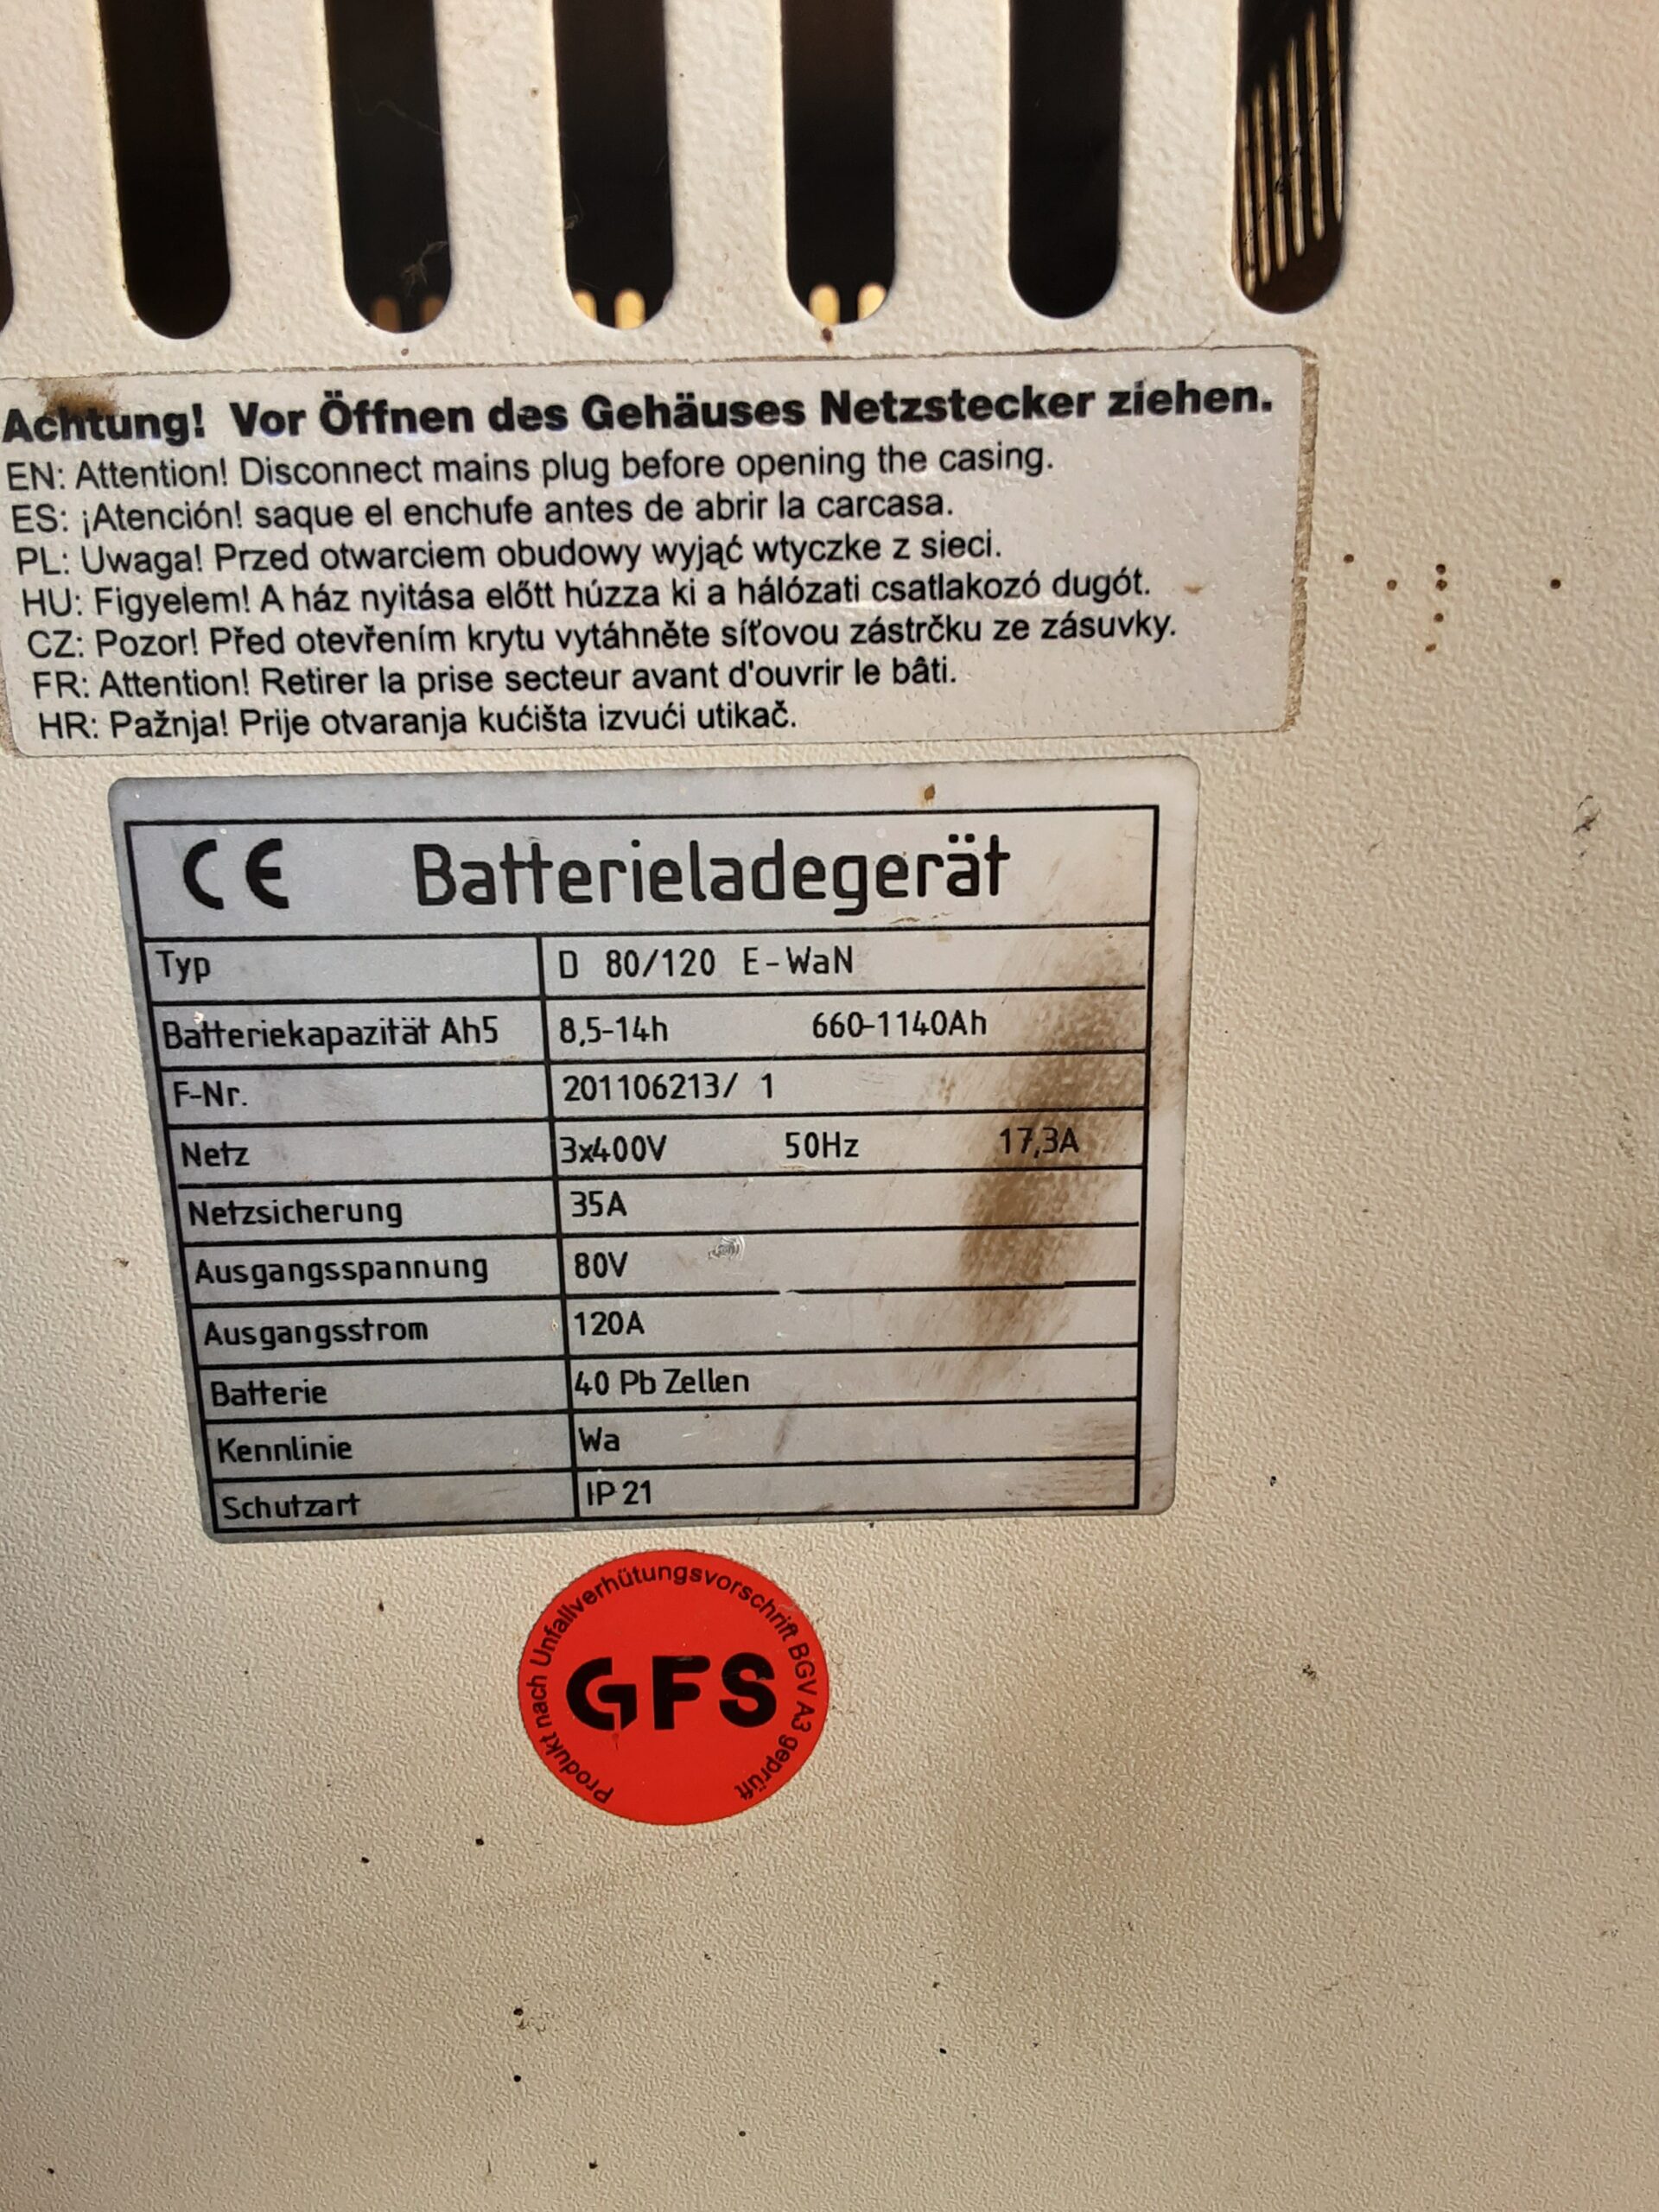 Achtung! Vor Öffnen des Gehäuses Netzstecker ziehen.
EN: Attention! Disconnect mains plug before opening the casing.
ES: ¡Atención! saque el enchufe antes de abrir la carcasa.
PL: Uwaga! Przed otwarciem obudowy wyjąć wtyczke z sieci.
HU: Figyelem! A ház nyitása előtt húzza ki a hálózati csatlakozó dugót.
CZ: Pozor! Před otevřením krytu vytáhněte síťovou zástrčku ze zásuvky.
FR: Attention! Retirer la prise secteur avant d'ouvrir le bâti.
HR: Pažnja! Prije otvaranja kućišta izvući utikač.
CE Batterieladegerät
Typ D 80/120 E-WaN
Batteriekapazität Ah5 8,5-14h 660-1140Ah
F-Nr. 201106213/ 1
Netz 3x400V 50Hz 17,3A
Netzsicherung 35A
Ausgangsspannung 80V
Ausgangsstrom 120A
Batterie 40 Pb Zellen
Kennlinie Wa
Schutzart IP 21
Produkt nach Unfallverhütungsvorschrift BGV A3 geprüft
GFS